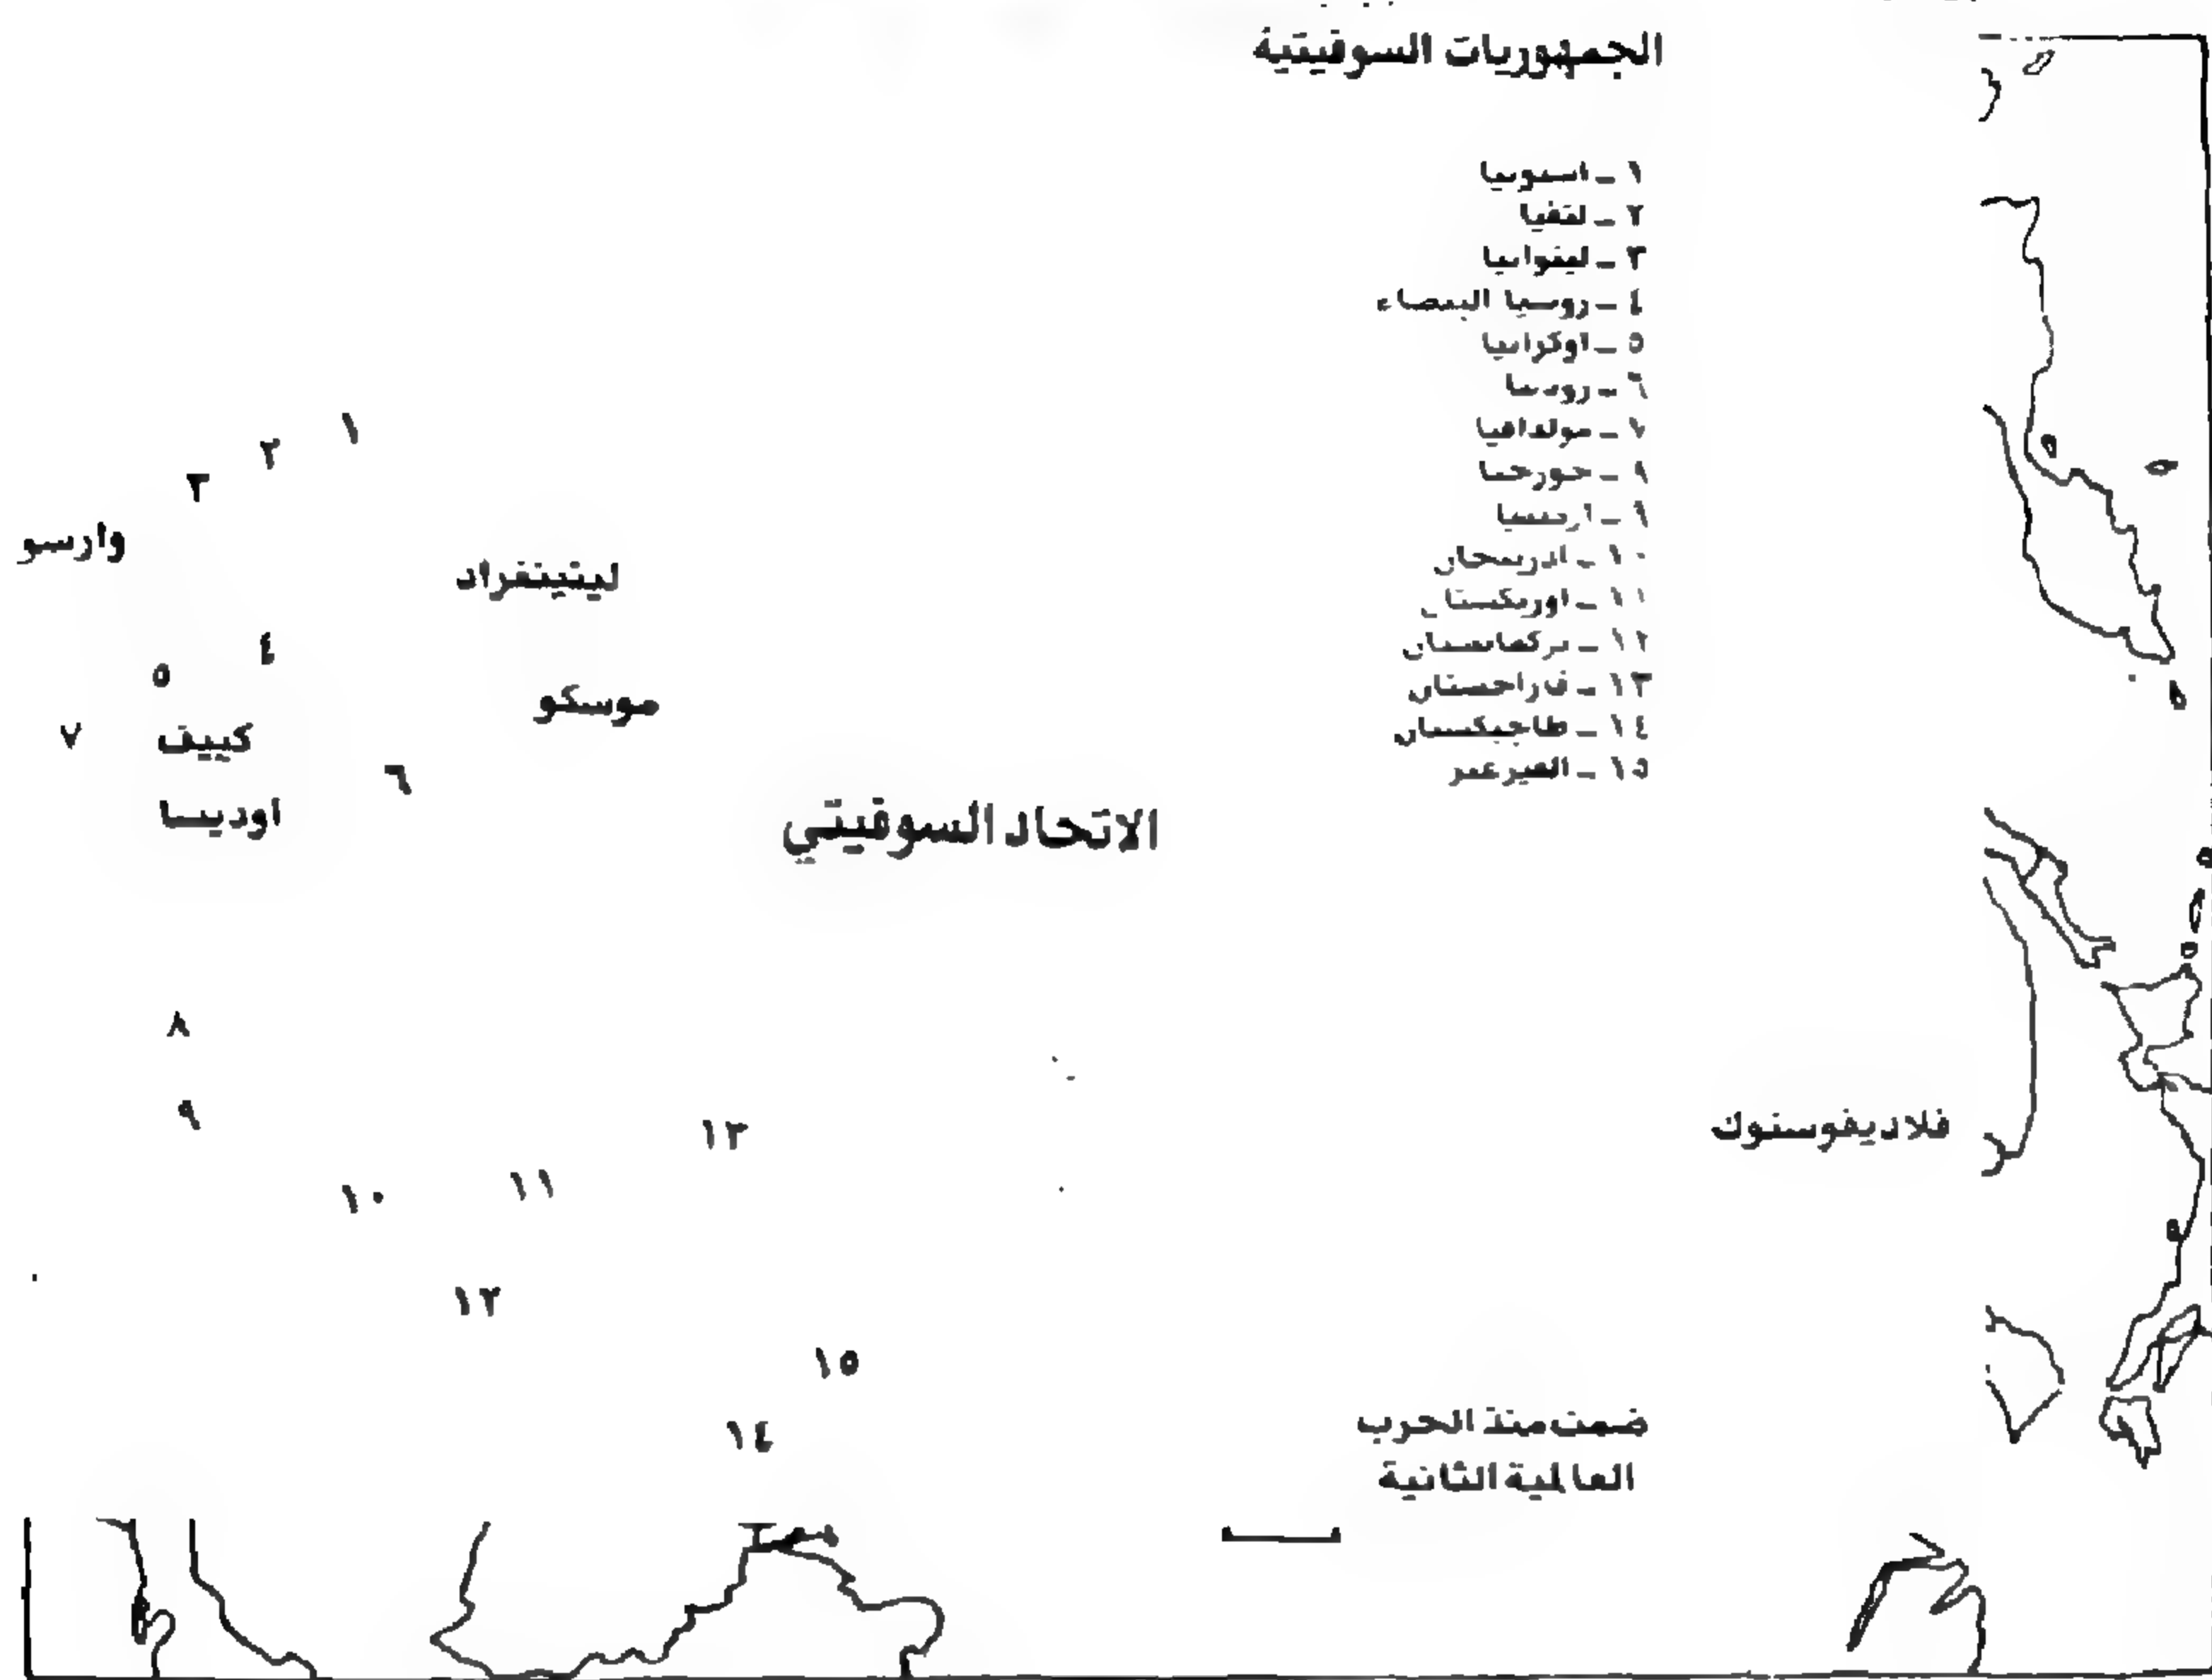 الجمهوريات السوفيتية
١ - استونيا
٢ - لتفيا
٣ - ليتوانيا
٤ - روسيا البيضاء
٥ - اوكرانيا
٦ - روسيا
٧ - مولدافيا
٩ - جورجيا
٩ - ارمينيا
١٠ - اذربيجان
١١ - اوزبكستان
١٢ - تركمانستان
١٣ - قازاخستان
١٤ - طاجيكستان
١٥ -
١
٢
٣
وارسو
لينينغراد
٤
٥
موسكو
٧
كييف
٦
اوديسا
الاتحاد السوفيتي
٨
٩
١٣
فلاديفوستوك
١٠
١١
١٢
١٥
١٤
ضمت منذ الحرب
العالمية الثانية